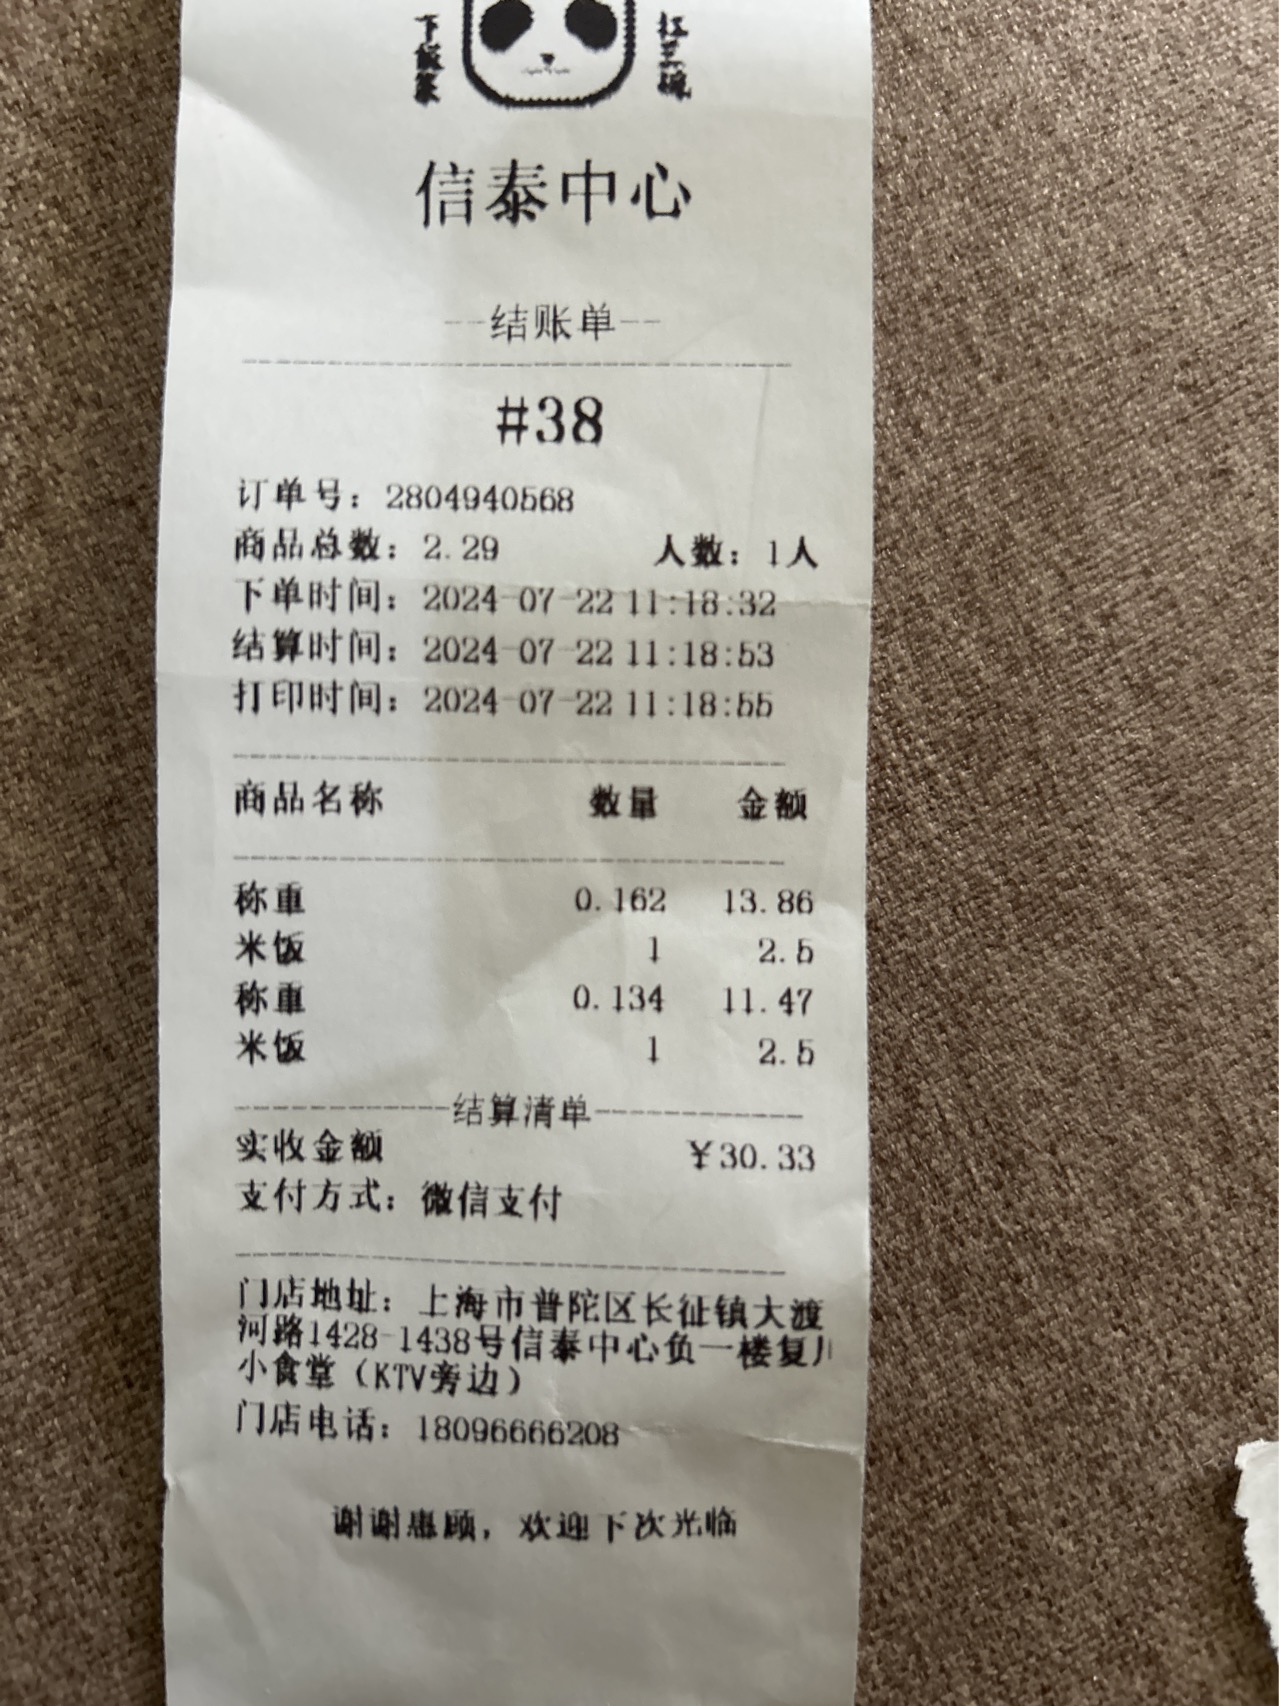 下饭菜
扛三碗
信泰中心
--结账单--
#38
订单号：2804940568
商品总数：2.29 人数：1人
下单时间：2024-07-22 11:18:32
结算时间：2024-07-22 11:18:53
打印时间：2024-07-22 11:18:55
商品名称 数量 金额
称重 0.162 13.86
米饭 1 2.5
称重 0.134 11.47
米饭 1 2.5
结算清单
实收金额 ¥30.33
支付方式：微信支付
门店地址：上海市普陀区长征镇大渡
河路1428-1438号信泰中心负一楼复川
小食堂（KTV旁边）
门店电话：18096666208
谢谢惠顾，欢迎下次光临